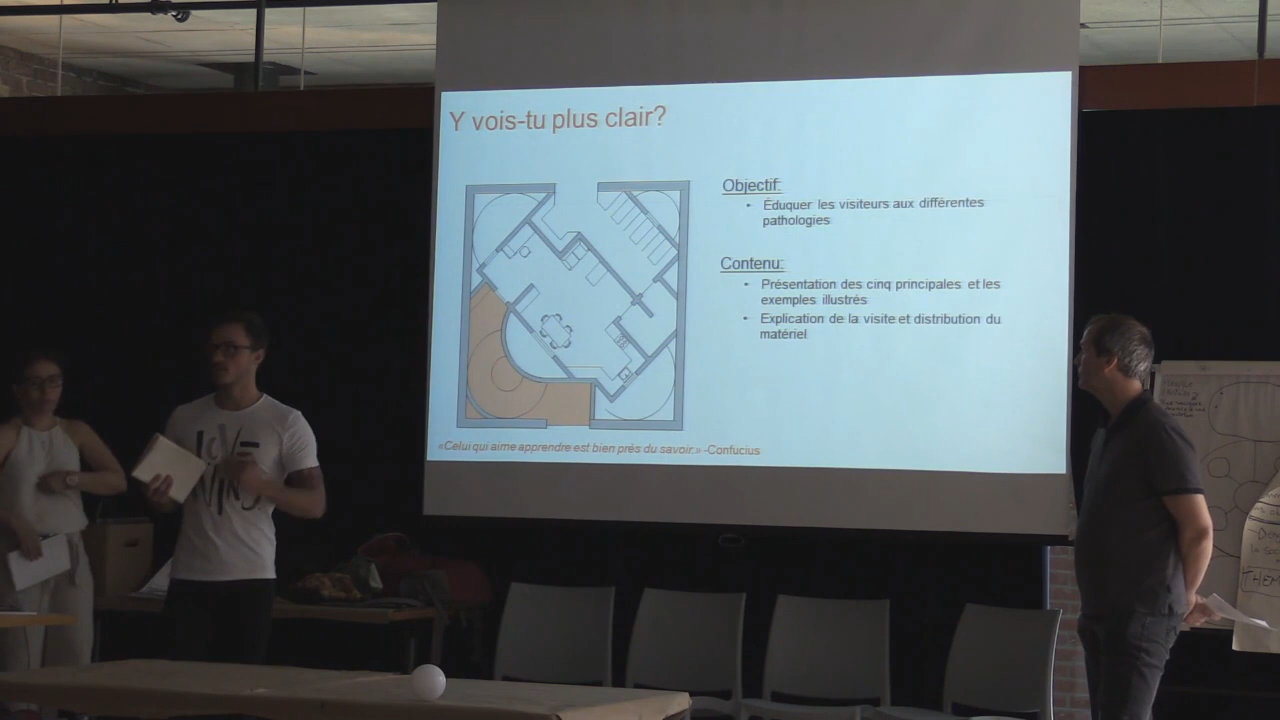 Y vois-tu plus clair?
Objectif:
• Éduquer les visiteurs aux différentes
pathologies
Contenu:
• Présentation des cinq principales et les
exemples illustrés
• Explication de la visite et distribution du
matériel
«Celui qui aime apprendre est bien près du savoir.» -Confucius
LOVE
WINS